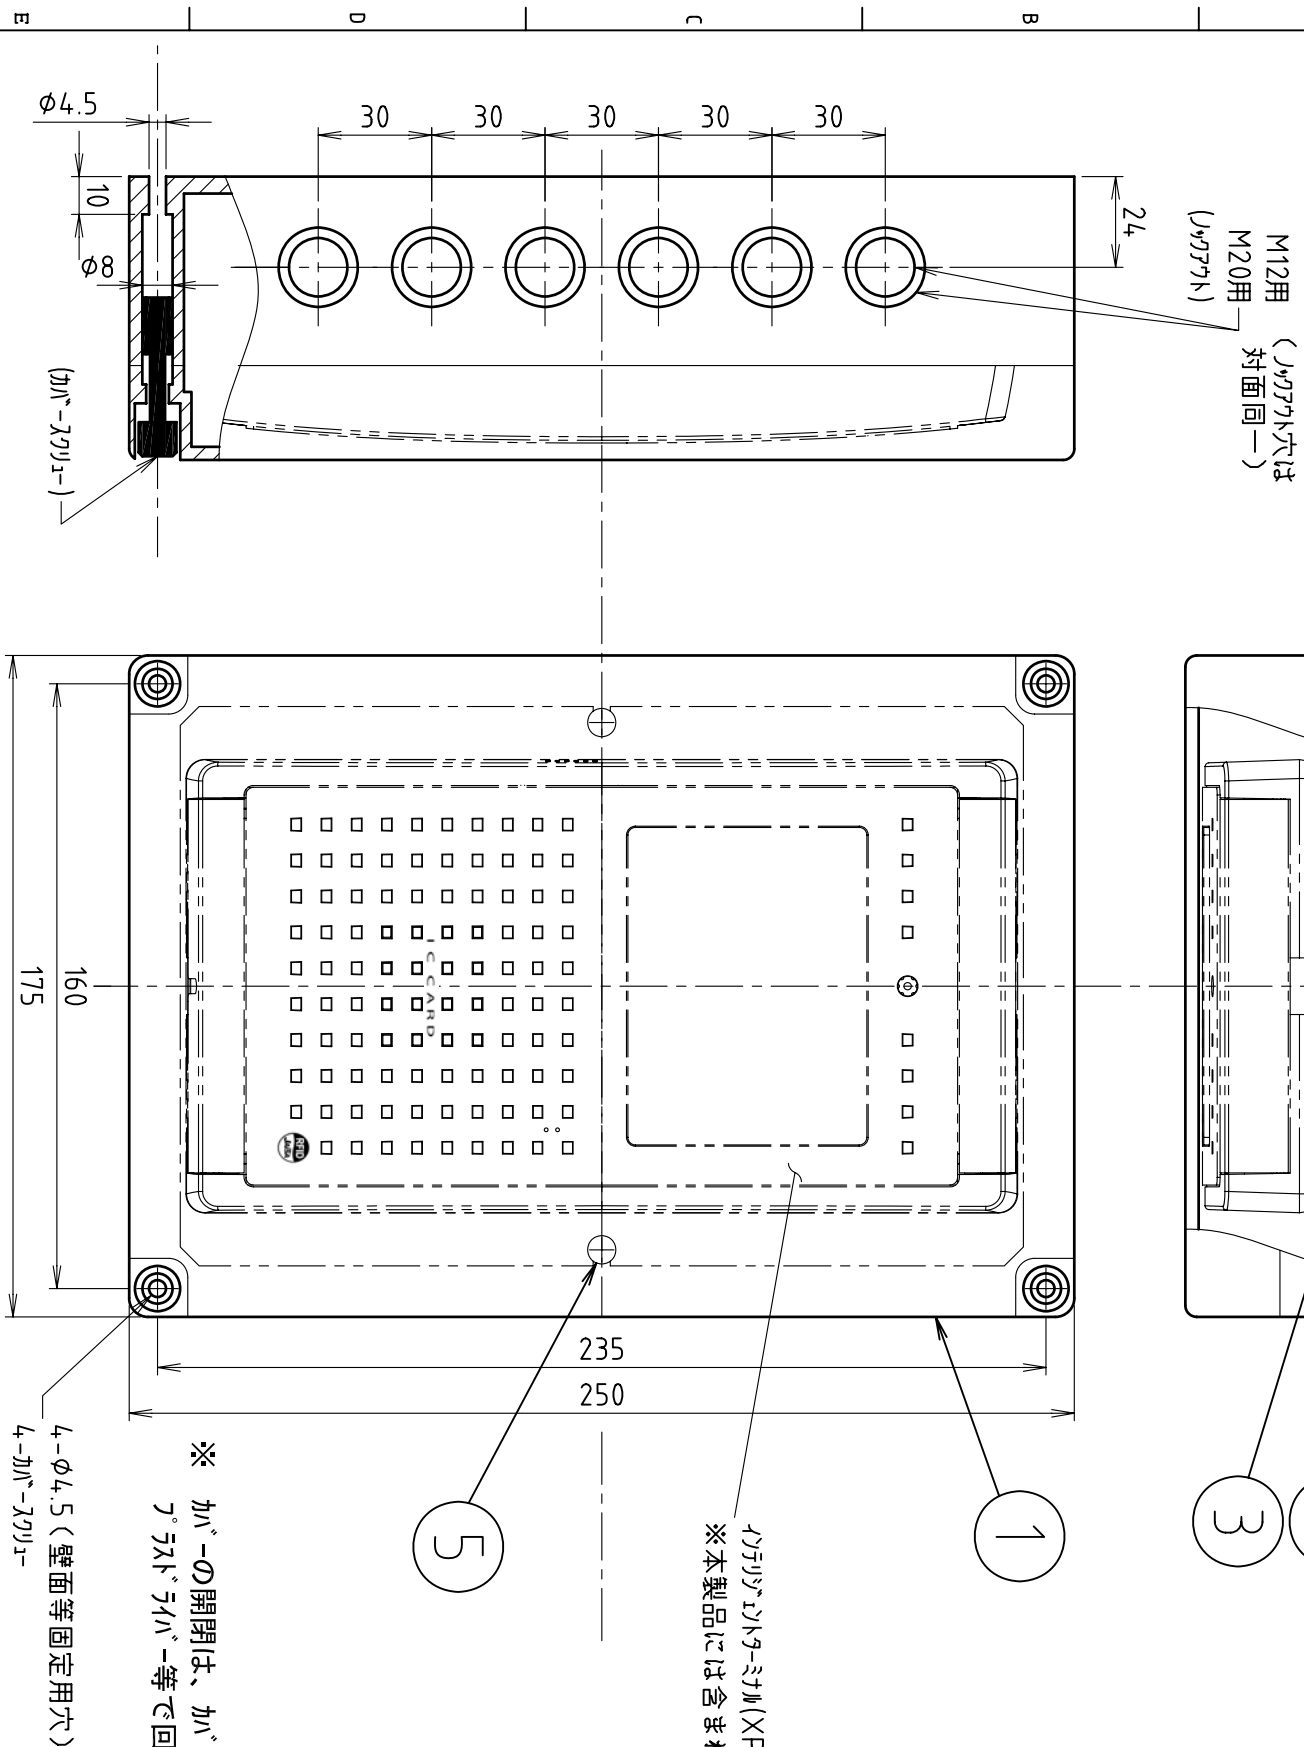 E
D
C
B
φ4.5
30
30
30
30
30
10
φ8
24
M12用
M20用
(ノックアウト)
(ノックアウト穴は
対面同一)
(カバースクリュー)
I C CARD
RFID
160
175
235
250
1
3
5
インテリジェントターミナル(XP
※本製品には含まれ
※ カバーの開閉は、カバ
プラスドライバー等で回
4-φ4.5(壁面等固定用穴)
4-カバースクリュー